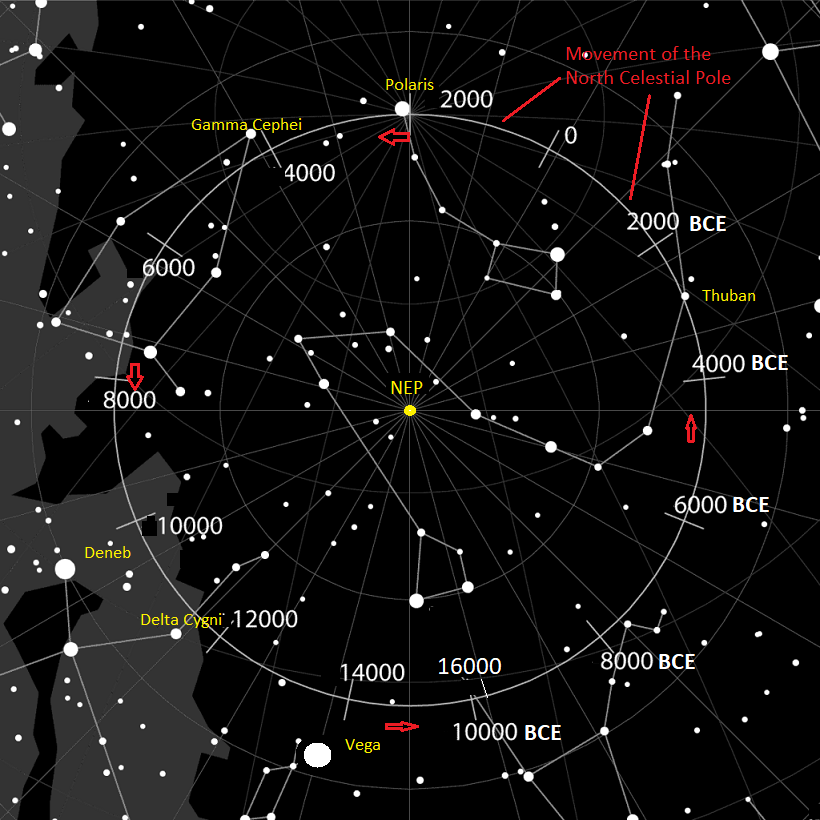 Movement of the
North Celestial Pole
Polaris
2000
Gamma Cephei
0
4000
2000 BCE
6000
Thuban
4000 BCE
NEP
8000
6000 BCE
10000
Deneb
Delta Cygni
12000
8000 BCE
14000
16000
10000 BCE
Vega